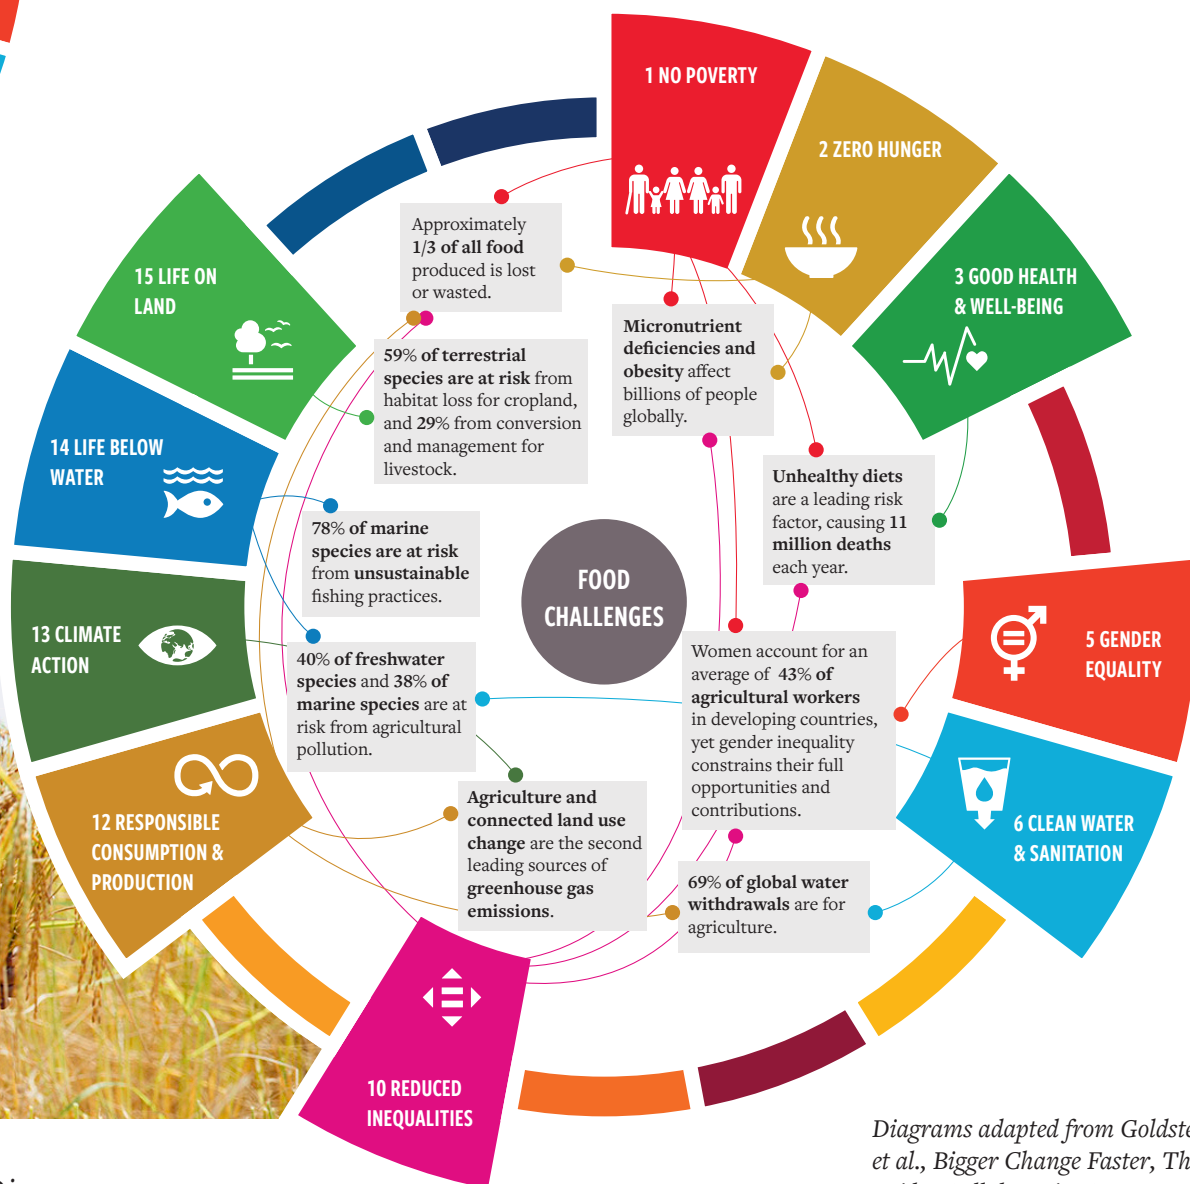 1 NO POVERTY
2 ZERO HUNGER
3 GOOD HEALTH
& WELL-BEING
5 GENDER
EQUALITY
6 CLEAN WATER
& SANITATION
10 REDUCED
INEQUALITIES
12 RESPONSIBLE
CONSUMPTION &
PRODUCTION
13 CLIMATE
ACTION
14 LIFE BELOW
WATER
15 LIFE ON
LAND
FOOD
CHALLENGES
Approximately
1/3 of all food
produced is lost
or wasted.
59% of terrestrial
species are at risk from
habitat loss for cropland,
and 29% from conversion
and management for
livestock.
78% of marine
species are at risk
from unsustainable
fishing practices.
40% of freshwater
species and 38% of
marine species are at
risk from agricultural
pollution.
Agriculture and
connected land use
change are the second
leading sources of
greenhouse gas
emissions.
Micronutrient
deficiencies and
obesity affect
billions of people
globally.
Unhealthy diets
are a leading risk
factor, causing 11
million deaths
each year.
Women account for an
average of 43% of
agricultural workers
in developing countries,
yet gender inequality
constrains their full
opportunities and
contributions.
69% of global water
withdrawals are for
agriculture.
Diagrams adapted from
et al., Bigger Change Faster,